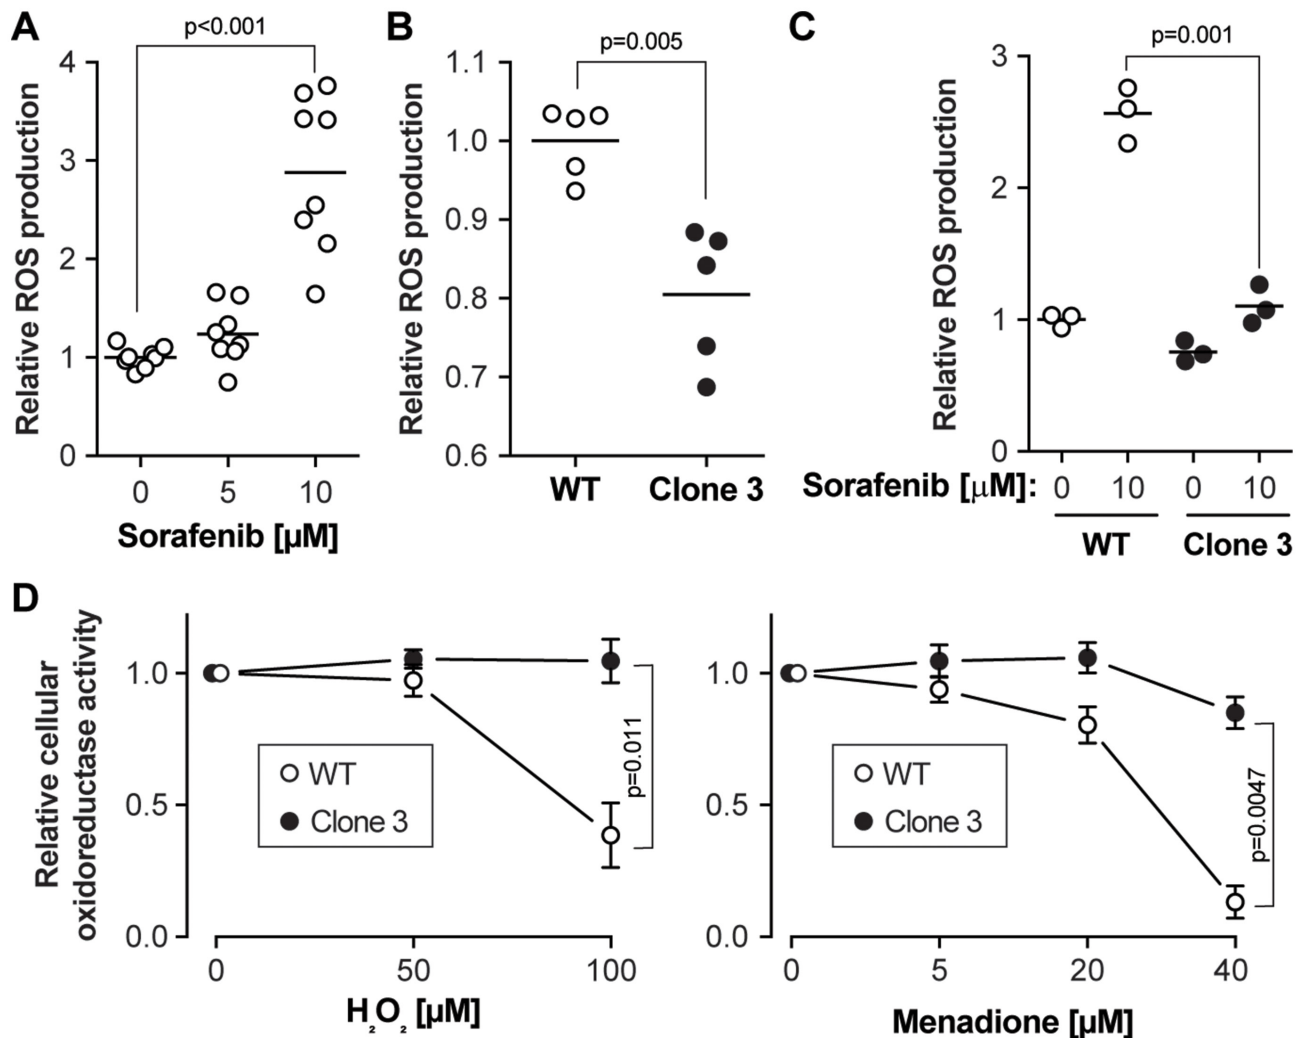 A
p<0.001
Relative ROS production
4
3
2
1
0
0 5 10
Sorafenib [µM]
B
p=0.005
Relative ROS production
1.1
1.0
0.9
0.8
0.7
0.6
WT Clone 3
C
p=0.001
Relative ROS production
3
2
1
0
Sorafenib [µM]: 0 10 0 10
WT Clone 3
D
Relative cellular
oxidoreductase activity
1.0
0.5
0.0
WT
Clone 3
p=0.011
0 50 100
H₂O₂ [µM]
1.0
0.5
0.0
WT
Clone 3
p=0.0047
0 5 20 40
Menadione [µM]